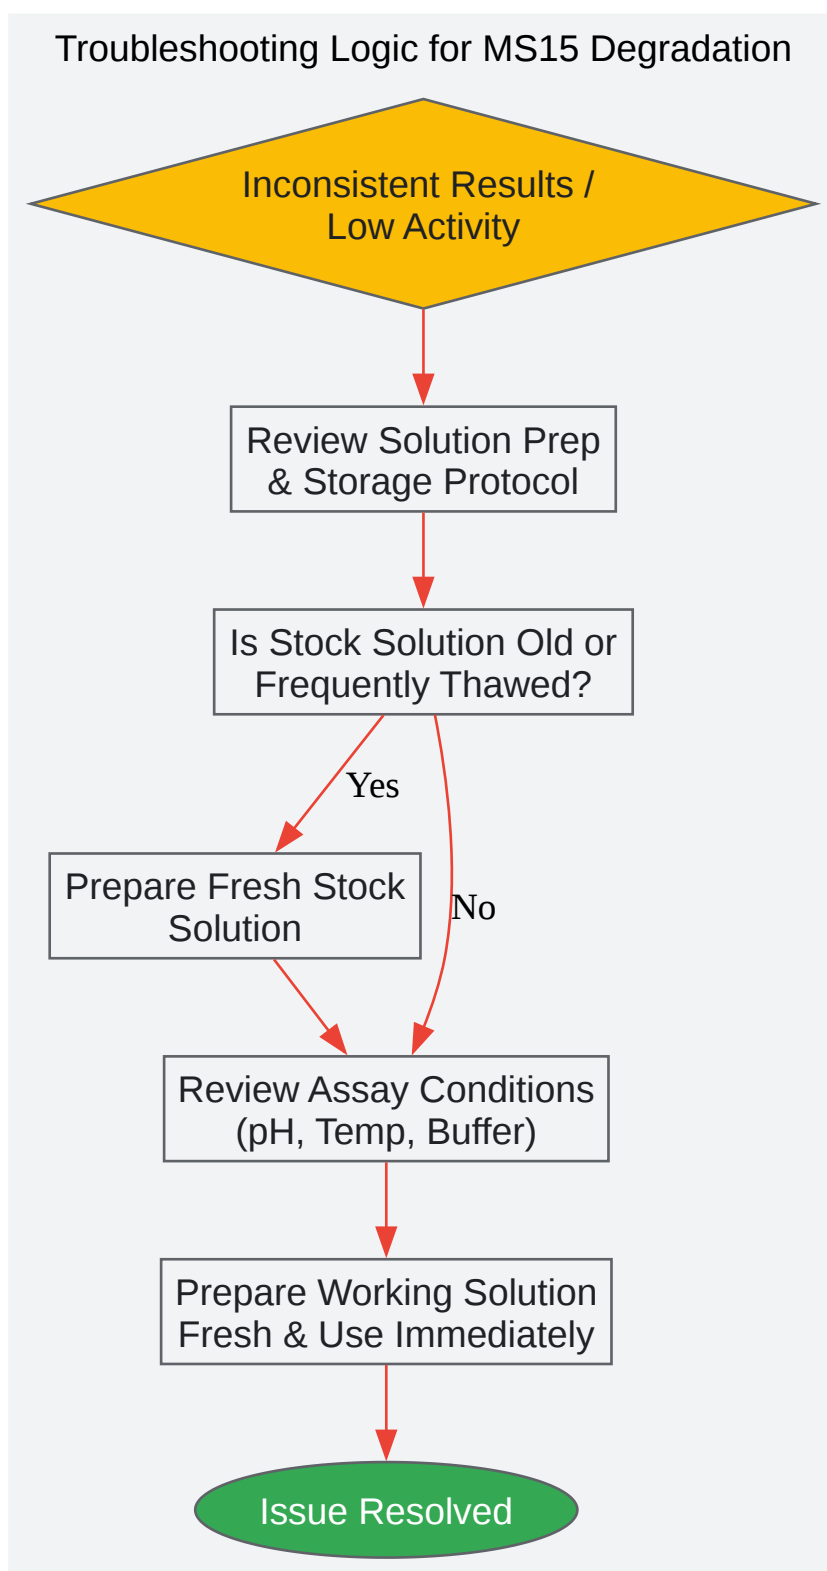 Troubleshooting Logic for MS15 Degradation
Inconsistent Results /
Low Activity
Review Solution Prep
& Storage Protocol
Is Stock Solution Old or
Frequently Thawed?
Yes
Prepare Fresh Stock
Solution
No
Review Assay Conditions
(pH, Temp, Buffer)
Prepare Working Solution
Fresh & Use Immediately
Issue Resolved